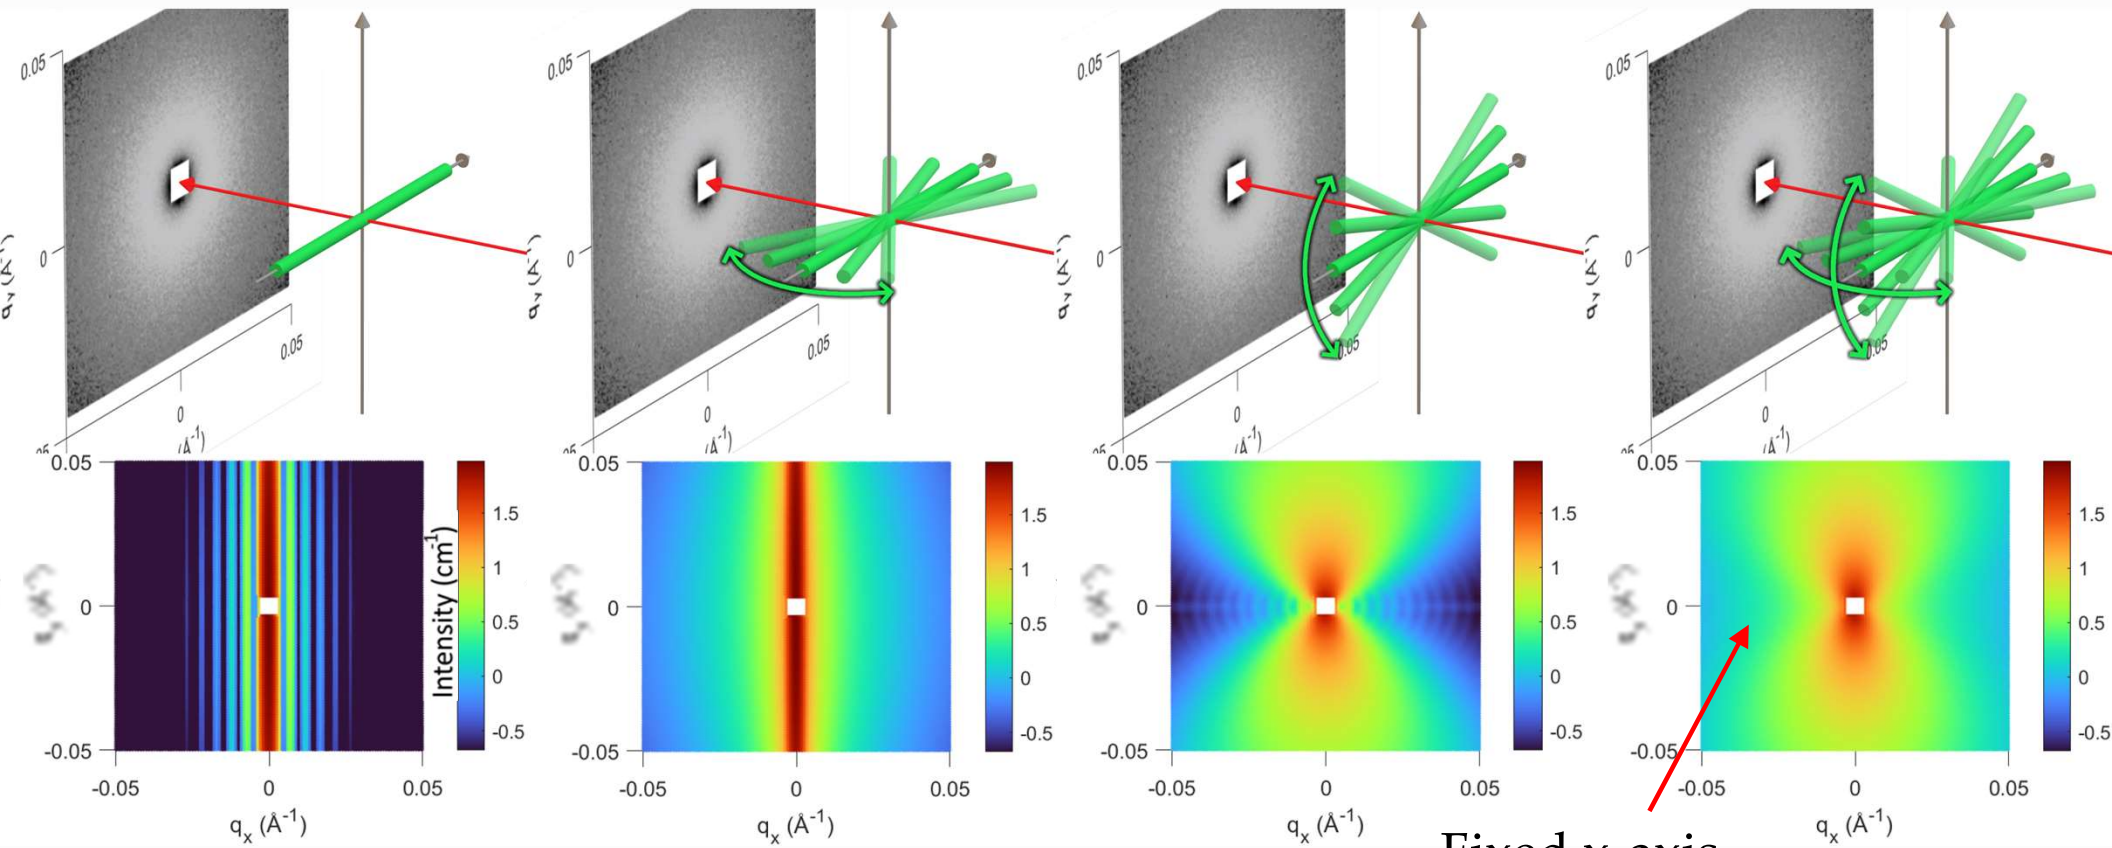 0.05 0.05 0.05 0.05
0 0 0 0
0.05 0.05 0.05 0.05
0 0 0 0
(Å⁻¹) (Å⁻¹) (Å⁻¹) (Å⁻¹)
0.05 0.05 0.05 0.05
1.5 1.5 1.5 1.5
1 1 1 1
0 0 0 0
0.5 0.5 0.5 0.5
0 0 0 0
-0.5 -0.5 -0.5 -0.5
Intensity (cm⁻¹)
-0.05 -0.05 -0.05 -0.05
-0.05 0 0.05 -0.05 0 0.05 -0.05 0 0.05 -0.05 0 0.05
qₓ (Å⁻¹) qₓ (Å⁻¹) qₓ (Å⁻¹) qₓ (Å⁻¹)